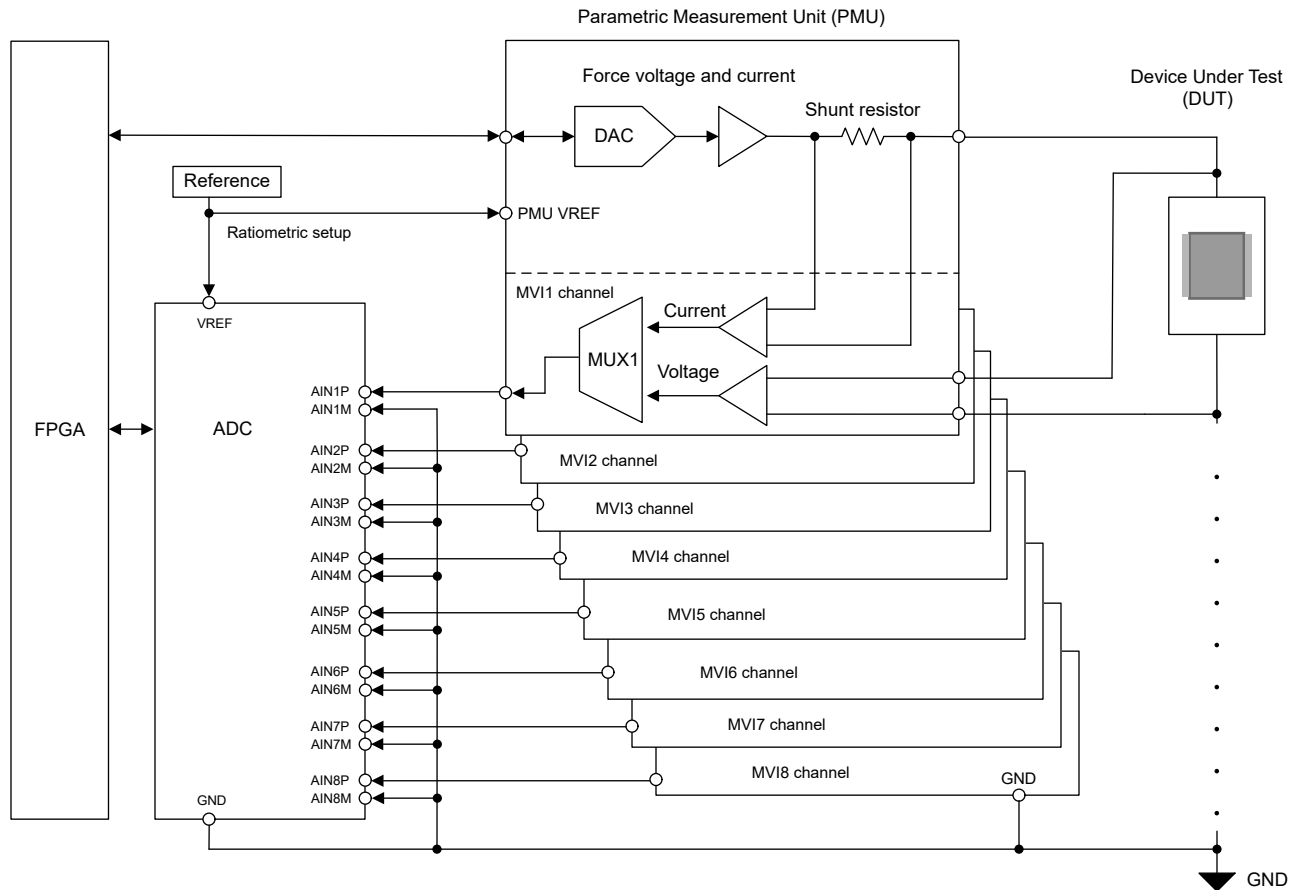 Parametric Measurement Unit (PMU)
Force voltage and current
Device Under Test
(DUT)
Shunt resistor
DAC
Reference
PMU VREF
Ratiometric setup
MVI1 channel
VREF
Current
MUX1
Voltage
AIN1P
AIN1M
FPGA
ADC
AIN2P
AIN2M
MVI2 channel
AIN3P
AIN3M
MVI3 channel
AIN4P
AIN4M
MVI4 channel
AIN5P
AIN5M
MVI5 channel
AIN6P
AIN6M
MVI6 channel
AIN7P
AIN7M
MVI7 channel
AIN8P
AIN8M
MVI8 channel
GND
GND
GND